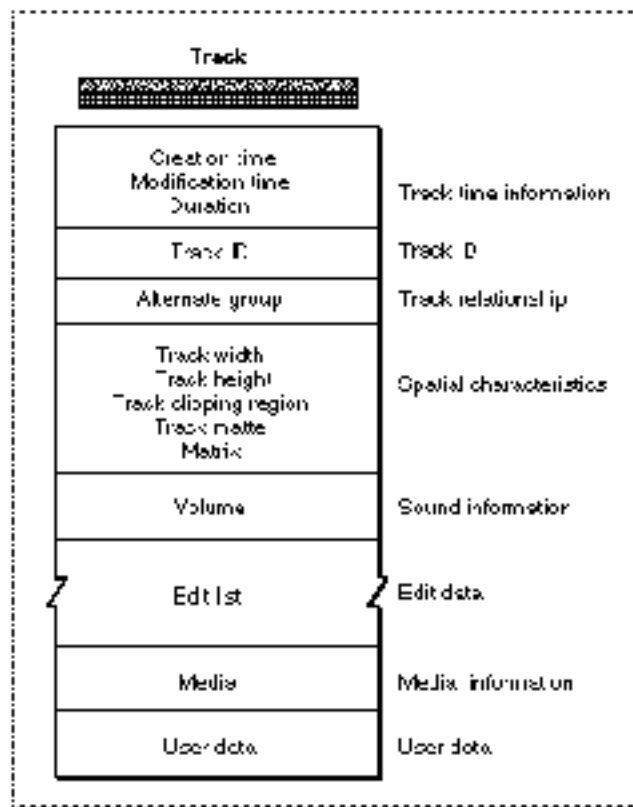 Track
Creation time
Modification time
Duration
Track time information
Track ID
Track ID
Alternate group
Track relationship
Track width
Track height
Track clipping region
Track matte
Matrix
Spatial characteristics
Volume
Sound information
Edit list
Edit data
Media
Media information
User data
User data